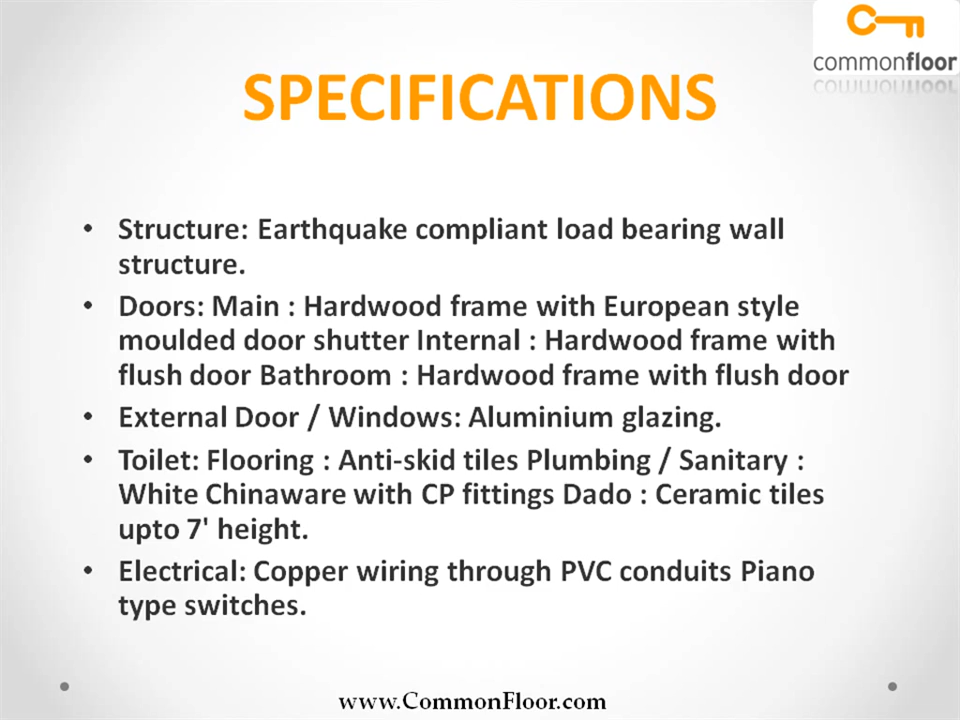 commonfloor
SPECIFICATIONS
• Structure: Earthquake compliant load bearing wall
structure.
• Doors: Main : Hardwood frame with European style
moulded door shutter Internal : Hardwood frame with
flush door Bathroom : Hardwood frame with flush door
• External Door / Windows: Aluminium glazing.
• Toilet: Flooring : Anti-skid tiles Plumbing / Sanitary :
White Chinaware with CP fittings Dado : Ceramic tiles
upto 7' height.
• Electrical: Copper wiring through PVC conduits Piano
type switches.
www.CommonFloor.com